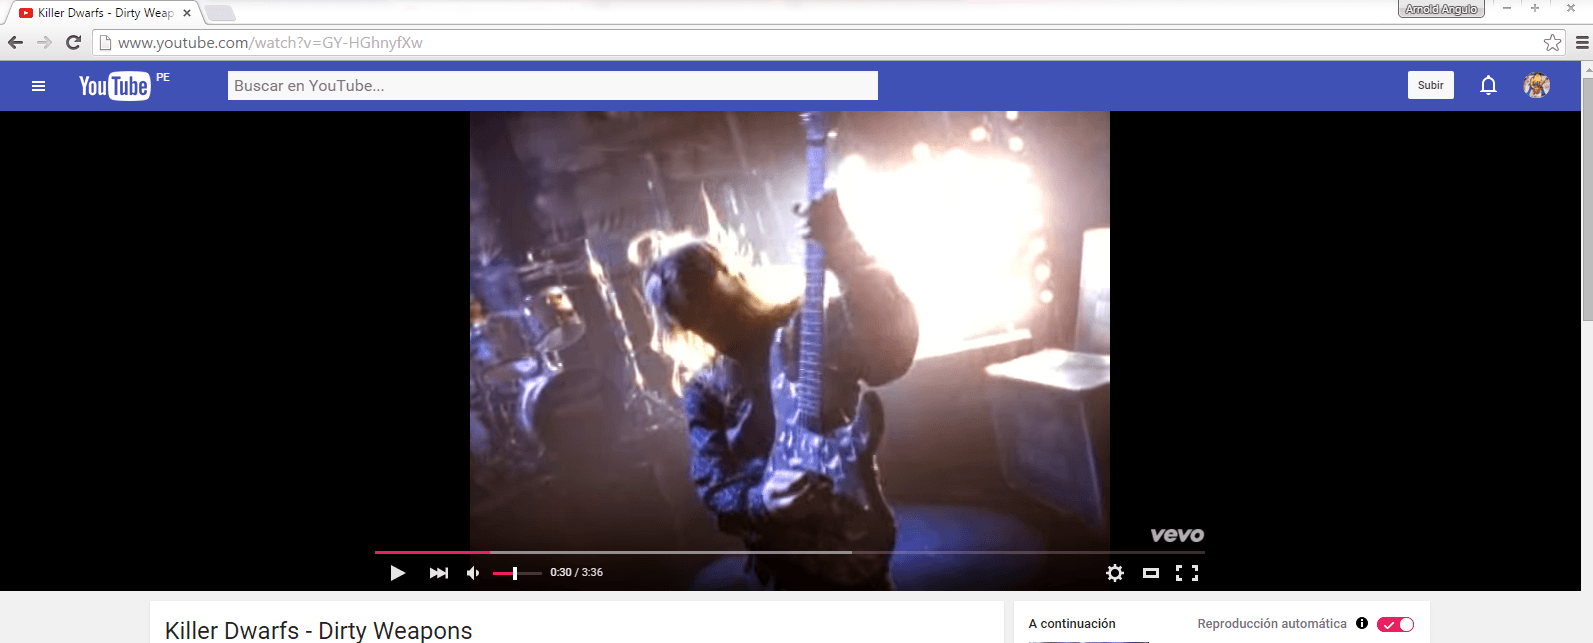 Killer Dwarfs - Dirty Weap
Arnold Angulo
www.youtube.com/watch?v=GY-HGhnyfXw
YouTube PE
Buscar en YouTube...
Subir
vevo
0:30 / 3:36
Killer Dwarfs - Dirty Weapons
A continuación
Reproducción automática